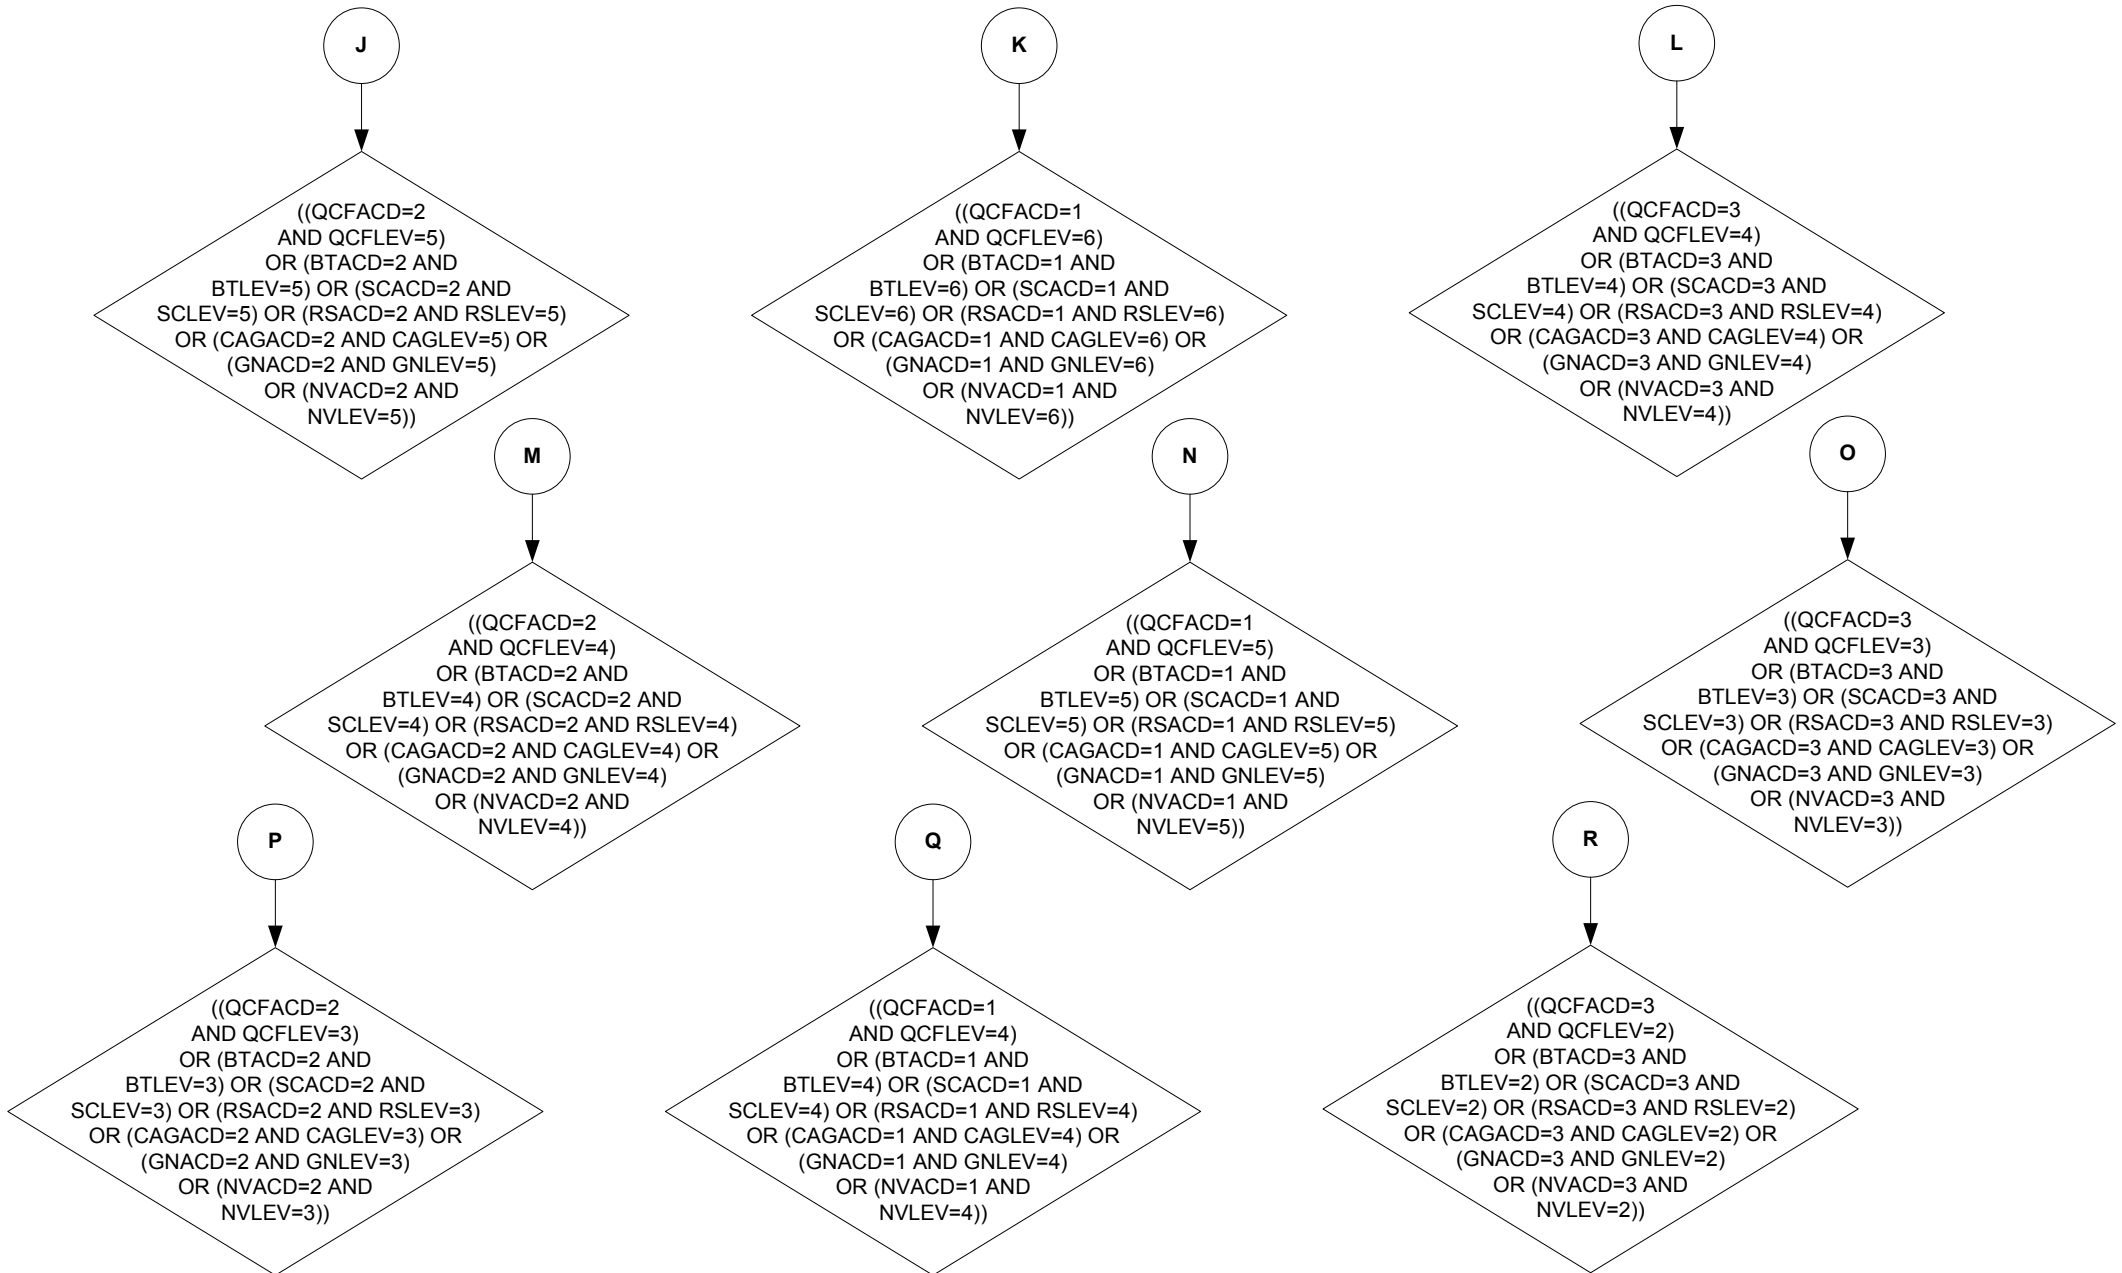 J
((QCFACD=2
AND QCFLEV=5)
OR (BTACD=2 AND
BTLEV=5) OR (SCACD=2 AND
SCLEV=5) OR (RSACD=2 AND RSLEV=5)
OR (CAGACD=2 AND CAGLEV=5) OR
(GNACD=2 AND GNLEV=5)
OR (NVACD=2 AND
NVLEV=5))
K
((QCFACD=1
AND QCFLEV=6)
OR (BTACD=1 AND
BTLEV=6) OR (SCACD=1 AND
SCLEV=6) OR (RSACD=1 AND RSLEV=6)
OR (CAGACD=1 AND CAGLEV=6) OR
(GNACD=1 AND GNLEV=6)
OR (NVACD=1 AND
NVLEV=6))
L
((QCFACD=3
AND QCFLEV=4)
OR (BTACD=3 AND
BTLEV=4) OR (SCACD=3 AND
SCLEV=4) OR (RSACD=3 AND RSLEV=4)
OR (CAGACD=3 AND CAGLEV=4) OR
(GNACD=3 AND GNLEV=4)
OR (NVACD=3 AND
NVLEV=4))
M
((QCFACD=2
AND QCFLEV=4)
OR (BTACD=2 AND
BTLEV=4) OR (SCACD=2 AND
SCLEV=4) OR (RSACD=2 AND RSLEV=4)
OR (CAGACD=2 AND CAGLEV=4) OR
(GNACD=2 AND GNLEV=4)
OR (NVACD=2 AND
NVLEV=4))
N
((QCFACD=1
AND QCFLEV=5)
OR (BTACD=1 AND
BTLEV=5) OR (SCACD=1 AND
SCLEV=5) OR (RSACD=1 AND RSLEV=5)
OR (CAGACD=1 AND CAGLEV=5) OR
(GNACD=1 AND GNLEV=5)
OR (NVACD=1 AND
NVLEV=5))
O
((QCFACD=3
AND QCFLEV=3)
OR (BTACD=3 AND
BTLEV=3) OR (SCACD=3 AND
SCLEV=3) OR (RSACD=3 AND RSLEV=3)
OR (CAGACD=3 AND CAGLEV=3) OR
(GNACD=3 AND GNLEV=3)
OR (NVACD=3 AND
NVLEV=3))
P
((QCFACD=2
AND QCFLEV=3)
OR (BTACD=2 AND
BTLEV=3) OR (SCACD=2 AND
SCLEV=3) OR (RSACD=2 AND RSLEV=3)
OR (CAGACD=2 AND CAGLEV=3) OR
(GNACD=2 AND GNLEV=3)
OR (NVACD=2 AND
NVLEV=3))
Q
((QCFACD=1
AND QCFLEV=4)
OR (BTACD=1 AND
BTLEV=4) OR (SCACD=1 AND
SCLEV=4) OR (RSACD=1 AND RSLEV=4)
OR (CAGACD=1 AND CAGLEV=4) OR
(GNACD=1 AND GNLEV=4)
OR (NVACD=1 AND
NVLEV=4))
R
((QCFACD=3
AND QCFLEV=2)
OR (BTACD=3 AND
BTLEV=2) OR (SCACD=3 AND
SCLEV=2) OR (RSACD=3 AND RSLEV=2)
OR (CAGACD=3 AND CAGLEV=2) OR
(GNACD=3 AND GNLEV=2)
OR (NVACD=3 AND
NVLEV=2))